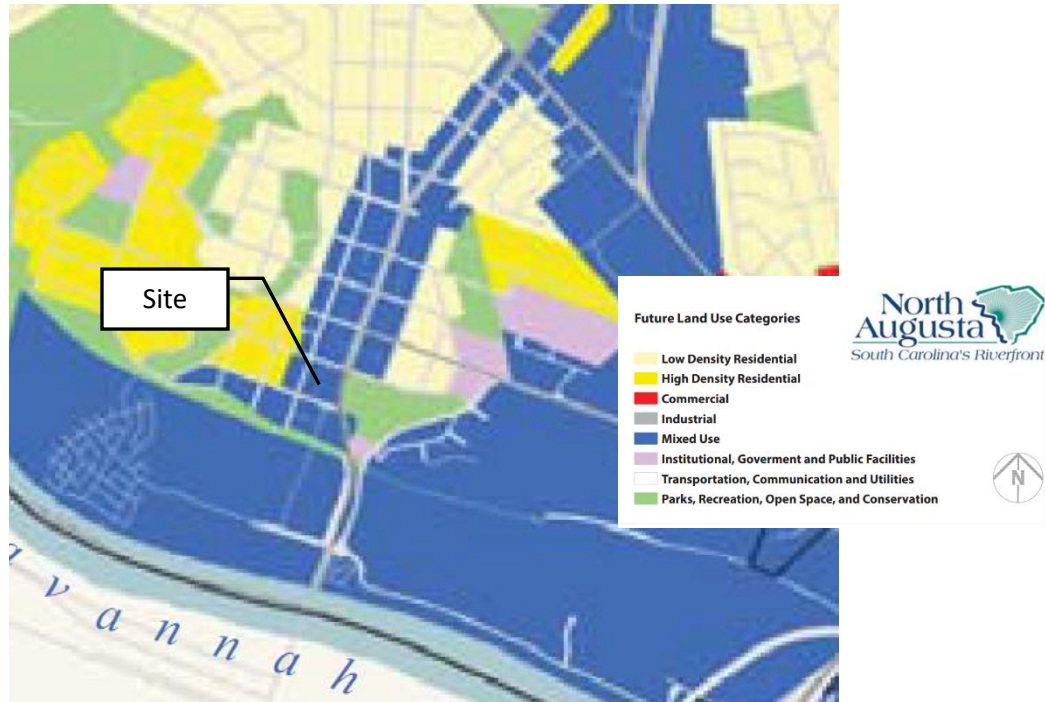 Site
Future Land Use Categories
Low Density Residential
High Density Residential
Commercial
Industrial
Mixed Use
Institutional, Goverment and Public Facilities
Transportation, Communication and Utilities
Parks, Recreation, Open Space, and Conservation
North
Augusta
South Carolina's Riverfront
N
avannah